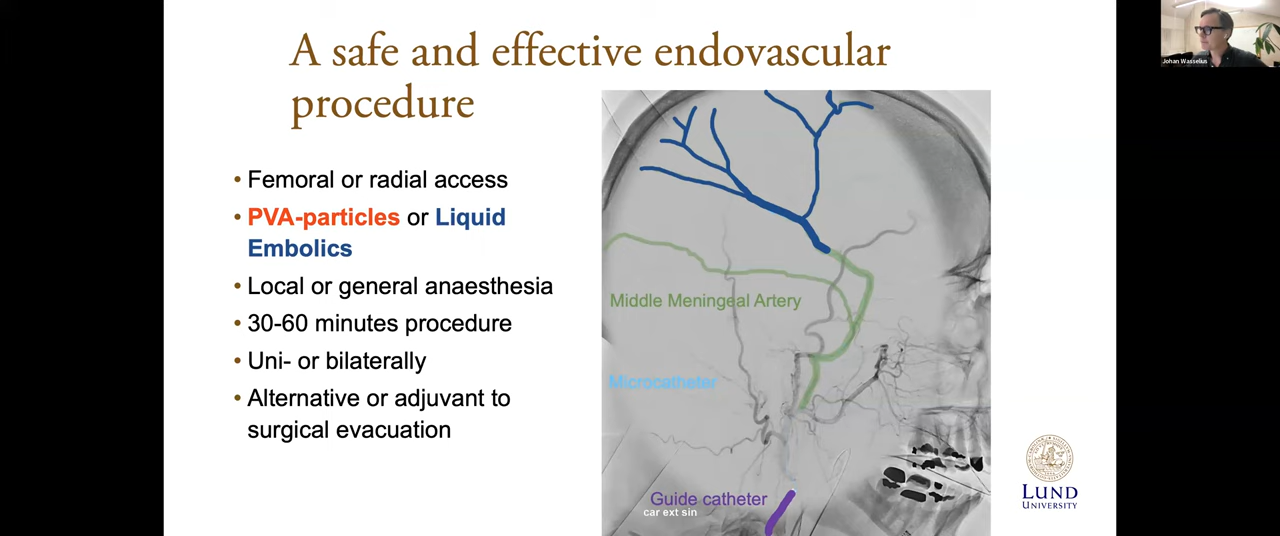 A safe and effective endovascular
procedure
• Femoral or radial access
• PVA-particles or Liquid
Embolics
• Local or general anaesthesia
• 30-60 minutes procedure
• Uni- or bilaterally
• Alternative or adjuvant to
surgical evacuation
Middle Meningeal Artery
Microcatheter
Guide catheter
car ext sin
LUND
UNIVERSITY
Johan Wasselius